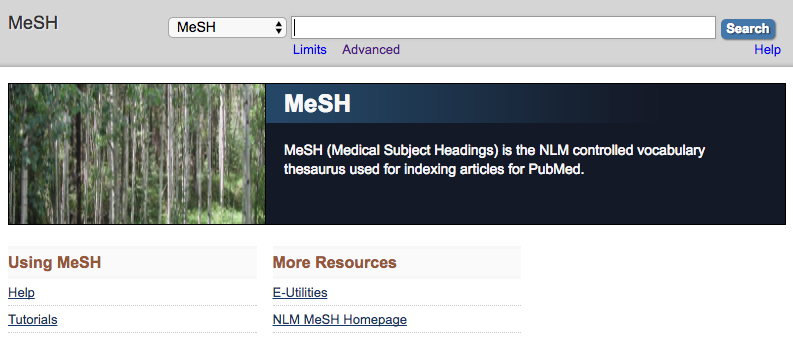 MeSH
MeSH
Search
Limits Advanced
Help
MeSH
MeSH (Medical Subject Headings) is the NLM controlled vocabulary
thesaurus used for indexing articles for PubMed.
Using MeSH
Help
Tutorials
More Resources
E-Utilities
NLM MeSH Homepage